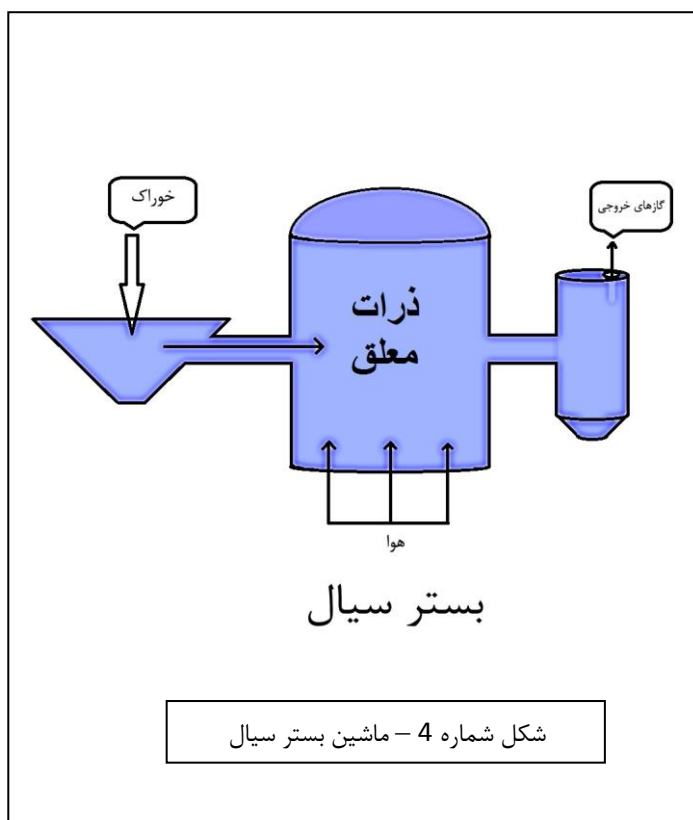 خوراک
گازهای خروجی
ذرات
معلق
هوا
بستر سیال
شکل شماره 4 – ماشین بستر سیال